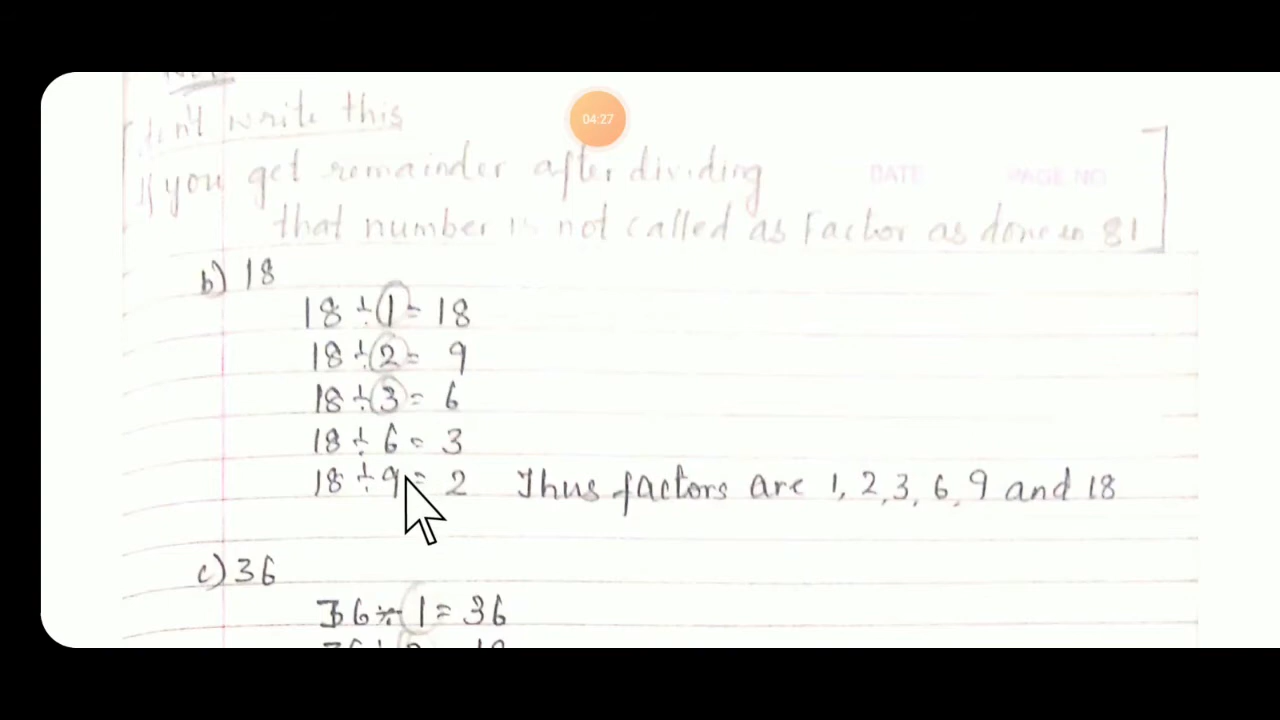 don't write this
04:27
If you get remainder after dividing
DATE PAGE NO
that number is not called as Factor as done in 81
b) 18
18 ÷ 1 = 18
18 ÷ 2 = 9
18 ÷ 3 = 6
18 ÷ 6 = 3
18 ÷ 9 = 2 Thus factors are 1, 2, 3, 6, 9 and 18
c) 36
36 ÷ 1 = 36